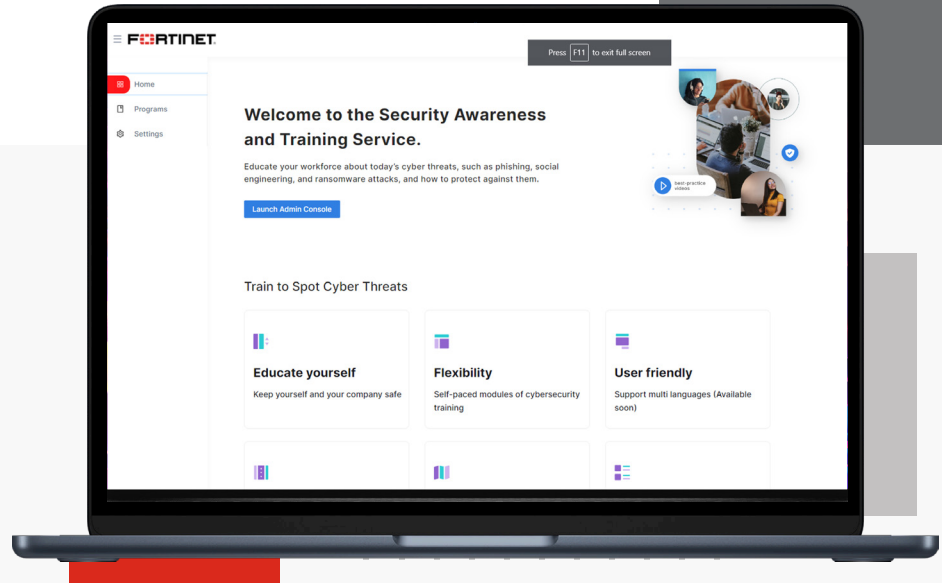 FORTINET
Press F11 to exit full screen
Home
Programs
Settings
Welcome to the Security Awareness
and Training Service.
Educate your workforce about today's cyber threats, such as phishing, social
engineering, and ransomware attacks, and how to protect against them.
Launch Admin Console
best-practice
videos
Train to Spot Cyber Threats
Educate yourself
Keep yourself and your company safe
Flexibility
Self-paced modules of cybersecurity
training
User friendly
Support multi languages (Available
soon)